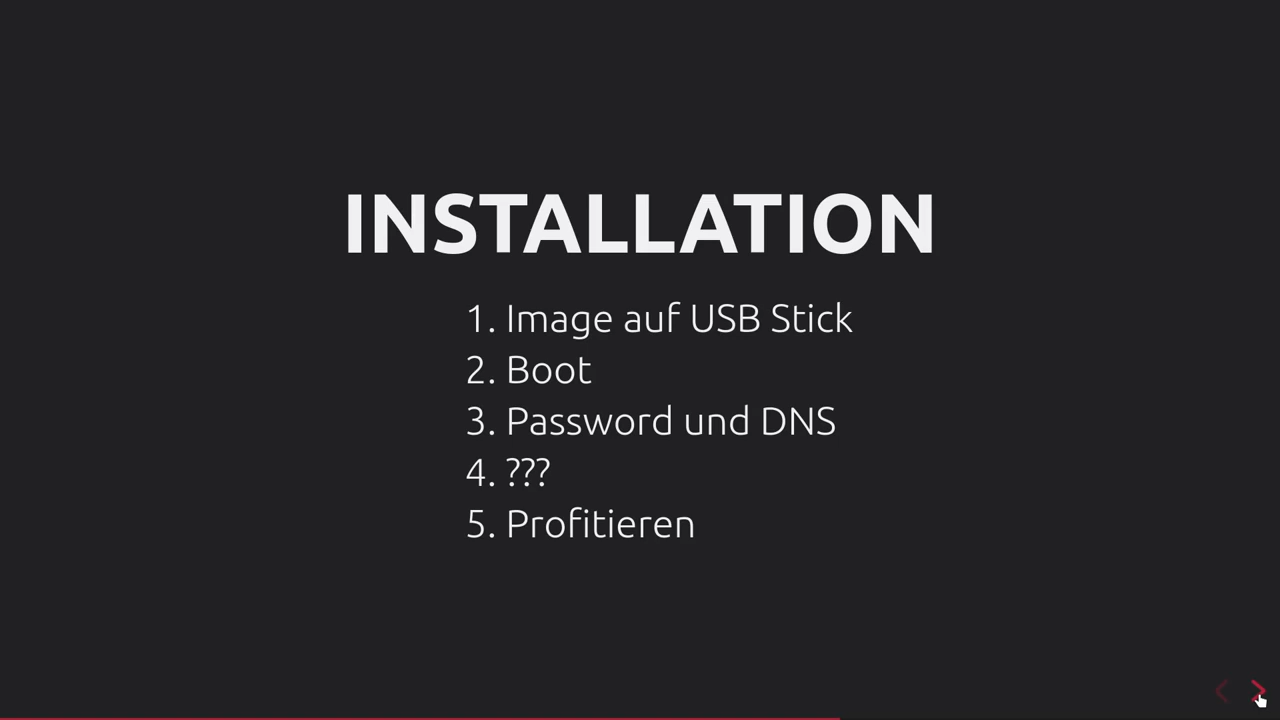 INSTALLATION
1. Image auf USB Stick
2. Boot
3. Password und DNS
4. ???
5. Profitieren